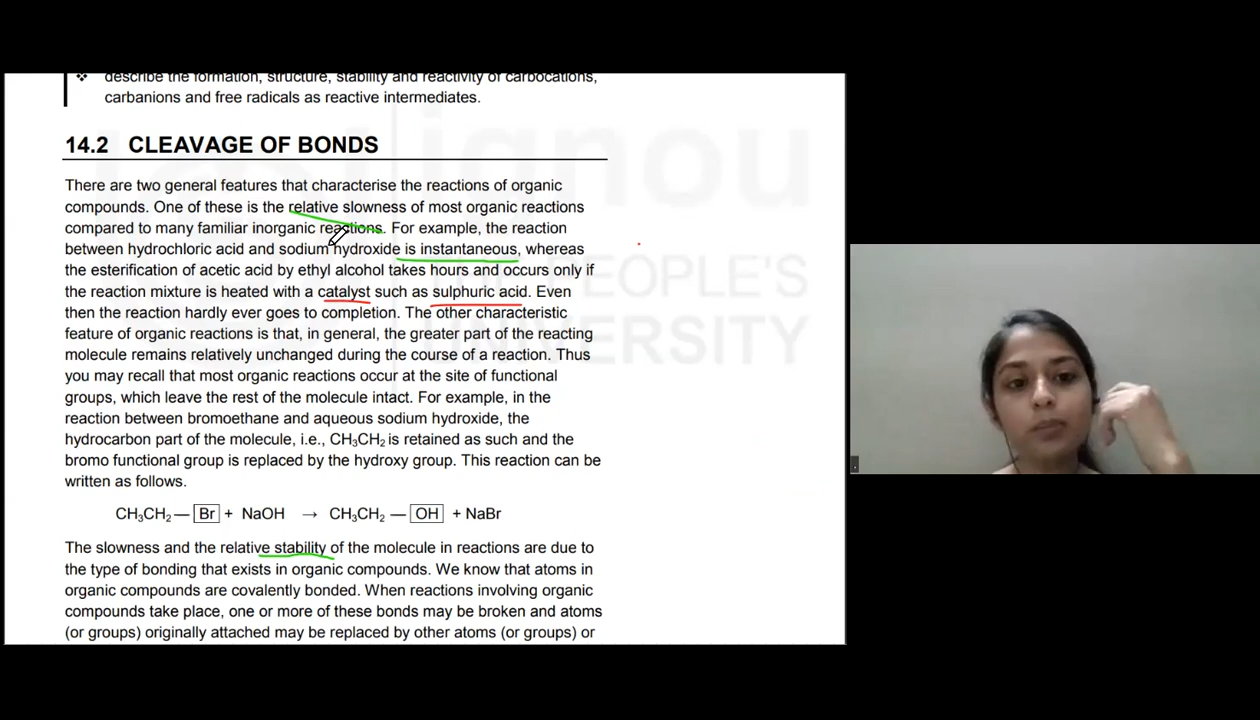 ❖ describe the formation, structure, stability and reactivity of carbocations,
carbanions and free radicals as reactive intermediates.
14.2 CLEAVAGE OF BONDS
There are two general features that characterise the reactions of organic
compounds. One of these is the relative slowness of most organic reactions
compared to many familiar inorganic reactions. For example, the reaction
between hydrochloric acid and sodium hydroxide is instantaneous, whereas
the esterification of acetic acid by ethyl alcohol takes hours and occurs only if
the reaction mixture is heated with a catalyst such as sulphuric acid. Even
then the reaction hardly ever goes to completion. The other characteristic
feature of organic reactions is that, in general, the greater part of the reacting
molecule remains relatively unchanged during the course of a reaction. Thus
you may recall that most organic reactions occur at the site of functional
groups, which leave the rest of the molecule intact. For example, in the
reaction between bromoethane and aqueous sodium hydroxide, the
hydrocarbon part of the molecule, i.e., CH₃CH₂ is retained as such and the
bromo functional group is replaced by the hydroxy group. This reaction can be
written as follows.
CH₃CH₂ — Br + NaOH → CH₃CH₂ — OH + NaBr
The slowness and the relative stability of the molecule in reactions are due to
the type of bonding that exists in organic compounds. We know that atoms in
organic compounds are covalently bonded. When reactions involving organic
compounds take place, one or more of these bonds may be broken and atoms
(or groups) originally attached may be replaced by other atoms (or groups) or
ignou
PEOPLE'S
UNIVERSITY